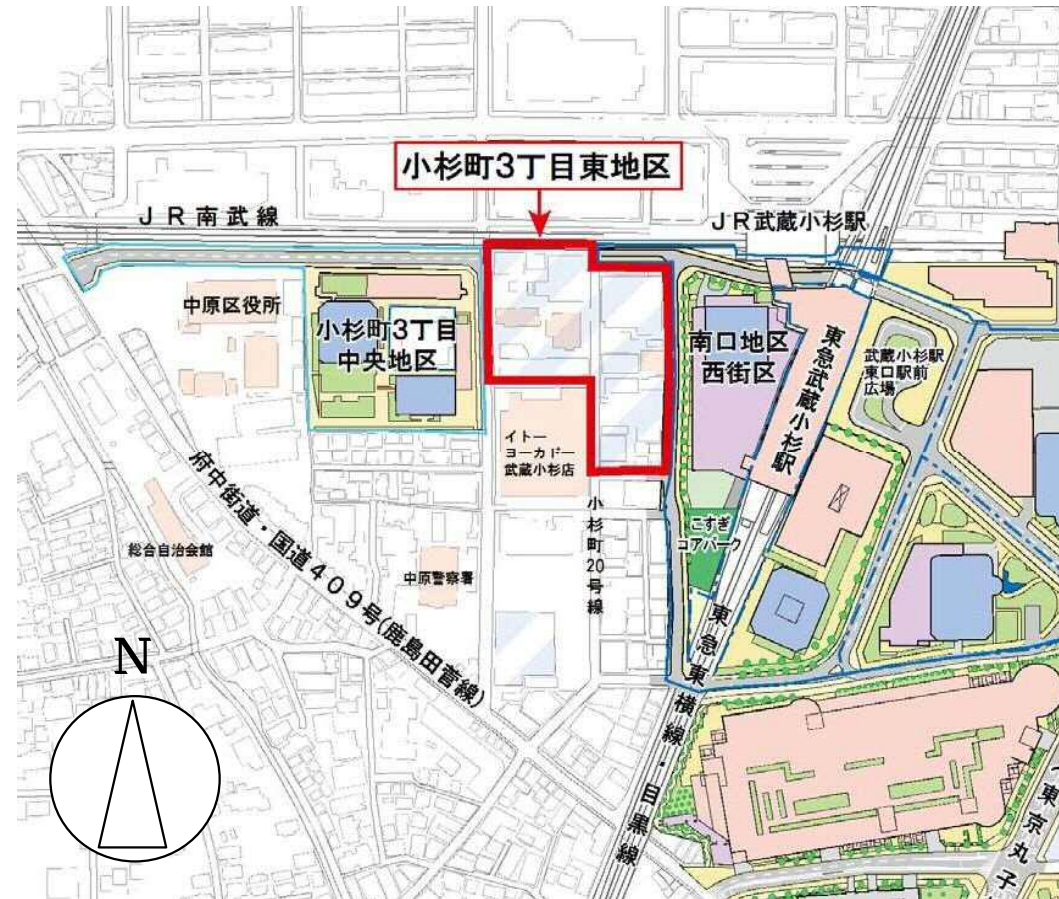 小杉町3丁目東地区
JR南武線
JR武蔵小杉駅
中原区役所
小杉町3丁目
中央地区
南口地区
西街区
東急武蔵小杉駅
武蔵小杉駅
東口駅前
広場
イトー
ヨーカドー
武蔵小杉店
府中街道・国道409号(鹿島田菅線)
小杉町20号線
こすぎ
コアパーク
総合自治会館
中原警察署
東急東横線・目黒線
N
東京丸子